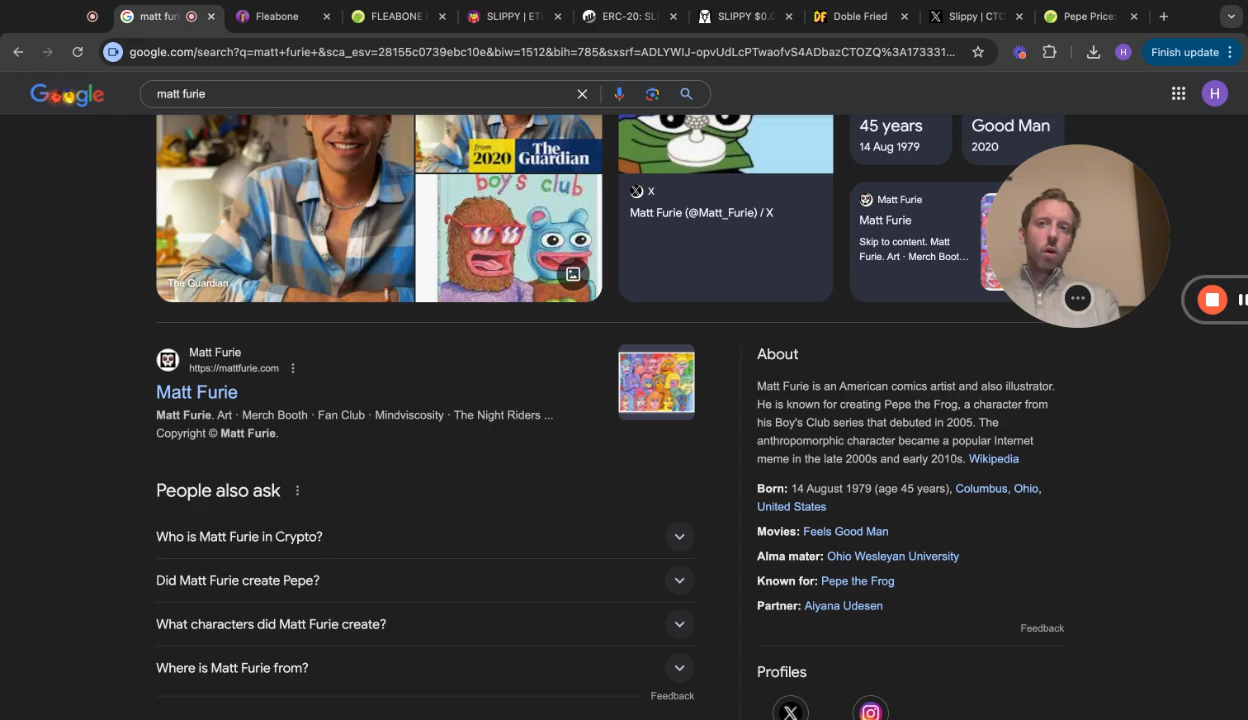 matt furi
Fleabone
FLEABONE
SLIPPY | ET
ERC-20: SL
SLIPPY $0.0
Doble Fried
Slippy | CTO
Pepe Price:
google.com/search?q=matt+furie+&sca_esv=28155c0739ebc10e&biw=1512&bih=785&sxsrf=ADLYWIJ-opvUdLcPTwaofvS4ADbazCTOZQ%3A173331...
H
Finish update
Google
matt furie
H
from 2020
The Guardian
boy's club
The Guardian
X
Matt Furie (@Matt_Furie) / X
45 years
14 Aug 1979
Good Man
2020
Matt Furie
Matt Furie
Skip to content. Matt
Furie. Art · Merch Boot...
Matt Furie
https://mattfurie.com
Matt Furie
Matt Furie. Art · Merch Booth · Fan Club · Mindviscosity · The Night Riders ...
Copyright © Matt Furie.
People also ask
Who is Matt Furie in Crypto?
Did Matt Furie create Pepe?
What characters did Matt Furie create?
Where is Matt Furie from?
Feedback
About
Matt Furie is an American comics artist and also illustrator.
He is known for creating Pepe the Frog, a character from
his Boy's Club series that debuted in 2005. The
anthropomorphic character became a popular Internet
meme in the late 2000s and early 2010s. Wikipedia
Born: 14 August 1979 (age 45 years), Columbus, Ohio,
United States
Movies: Feels Good Man
Alma mater: Ohio Wesleyan University
Known for: Pepe the Frog
Partner: Aiyana Udesen
Feedback
Profiles